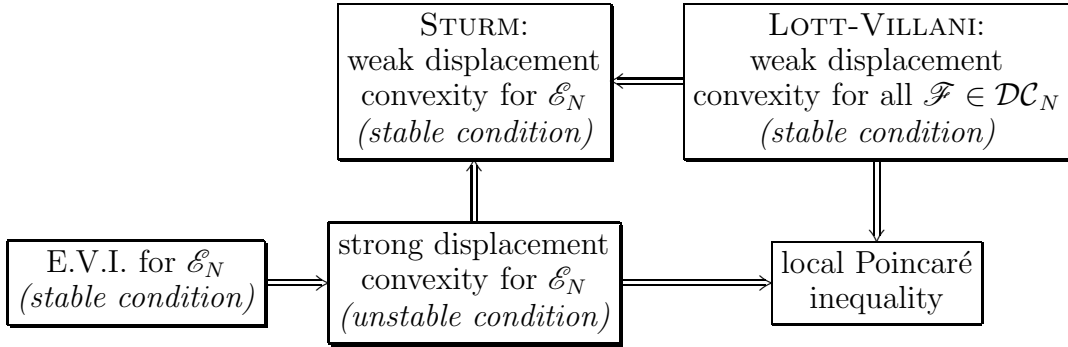 STURM:
weak displacement
convexity for ℰ_N
(stable condition)
LOTT-VILLANI:
weak displacement
convexity for all ℱ ∈ 𝒟𝒞_N
(stable condition)
E.V.I. for ℰ_N
(stable condition)
strong displacement
convexity for ℰ_N
(unstable condition)
local Poincaré
inequality